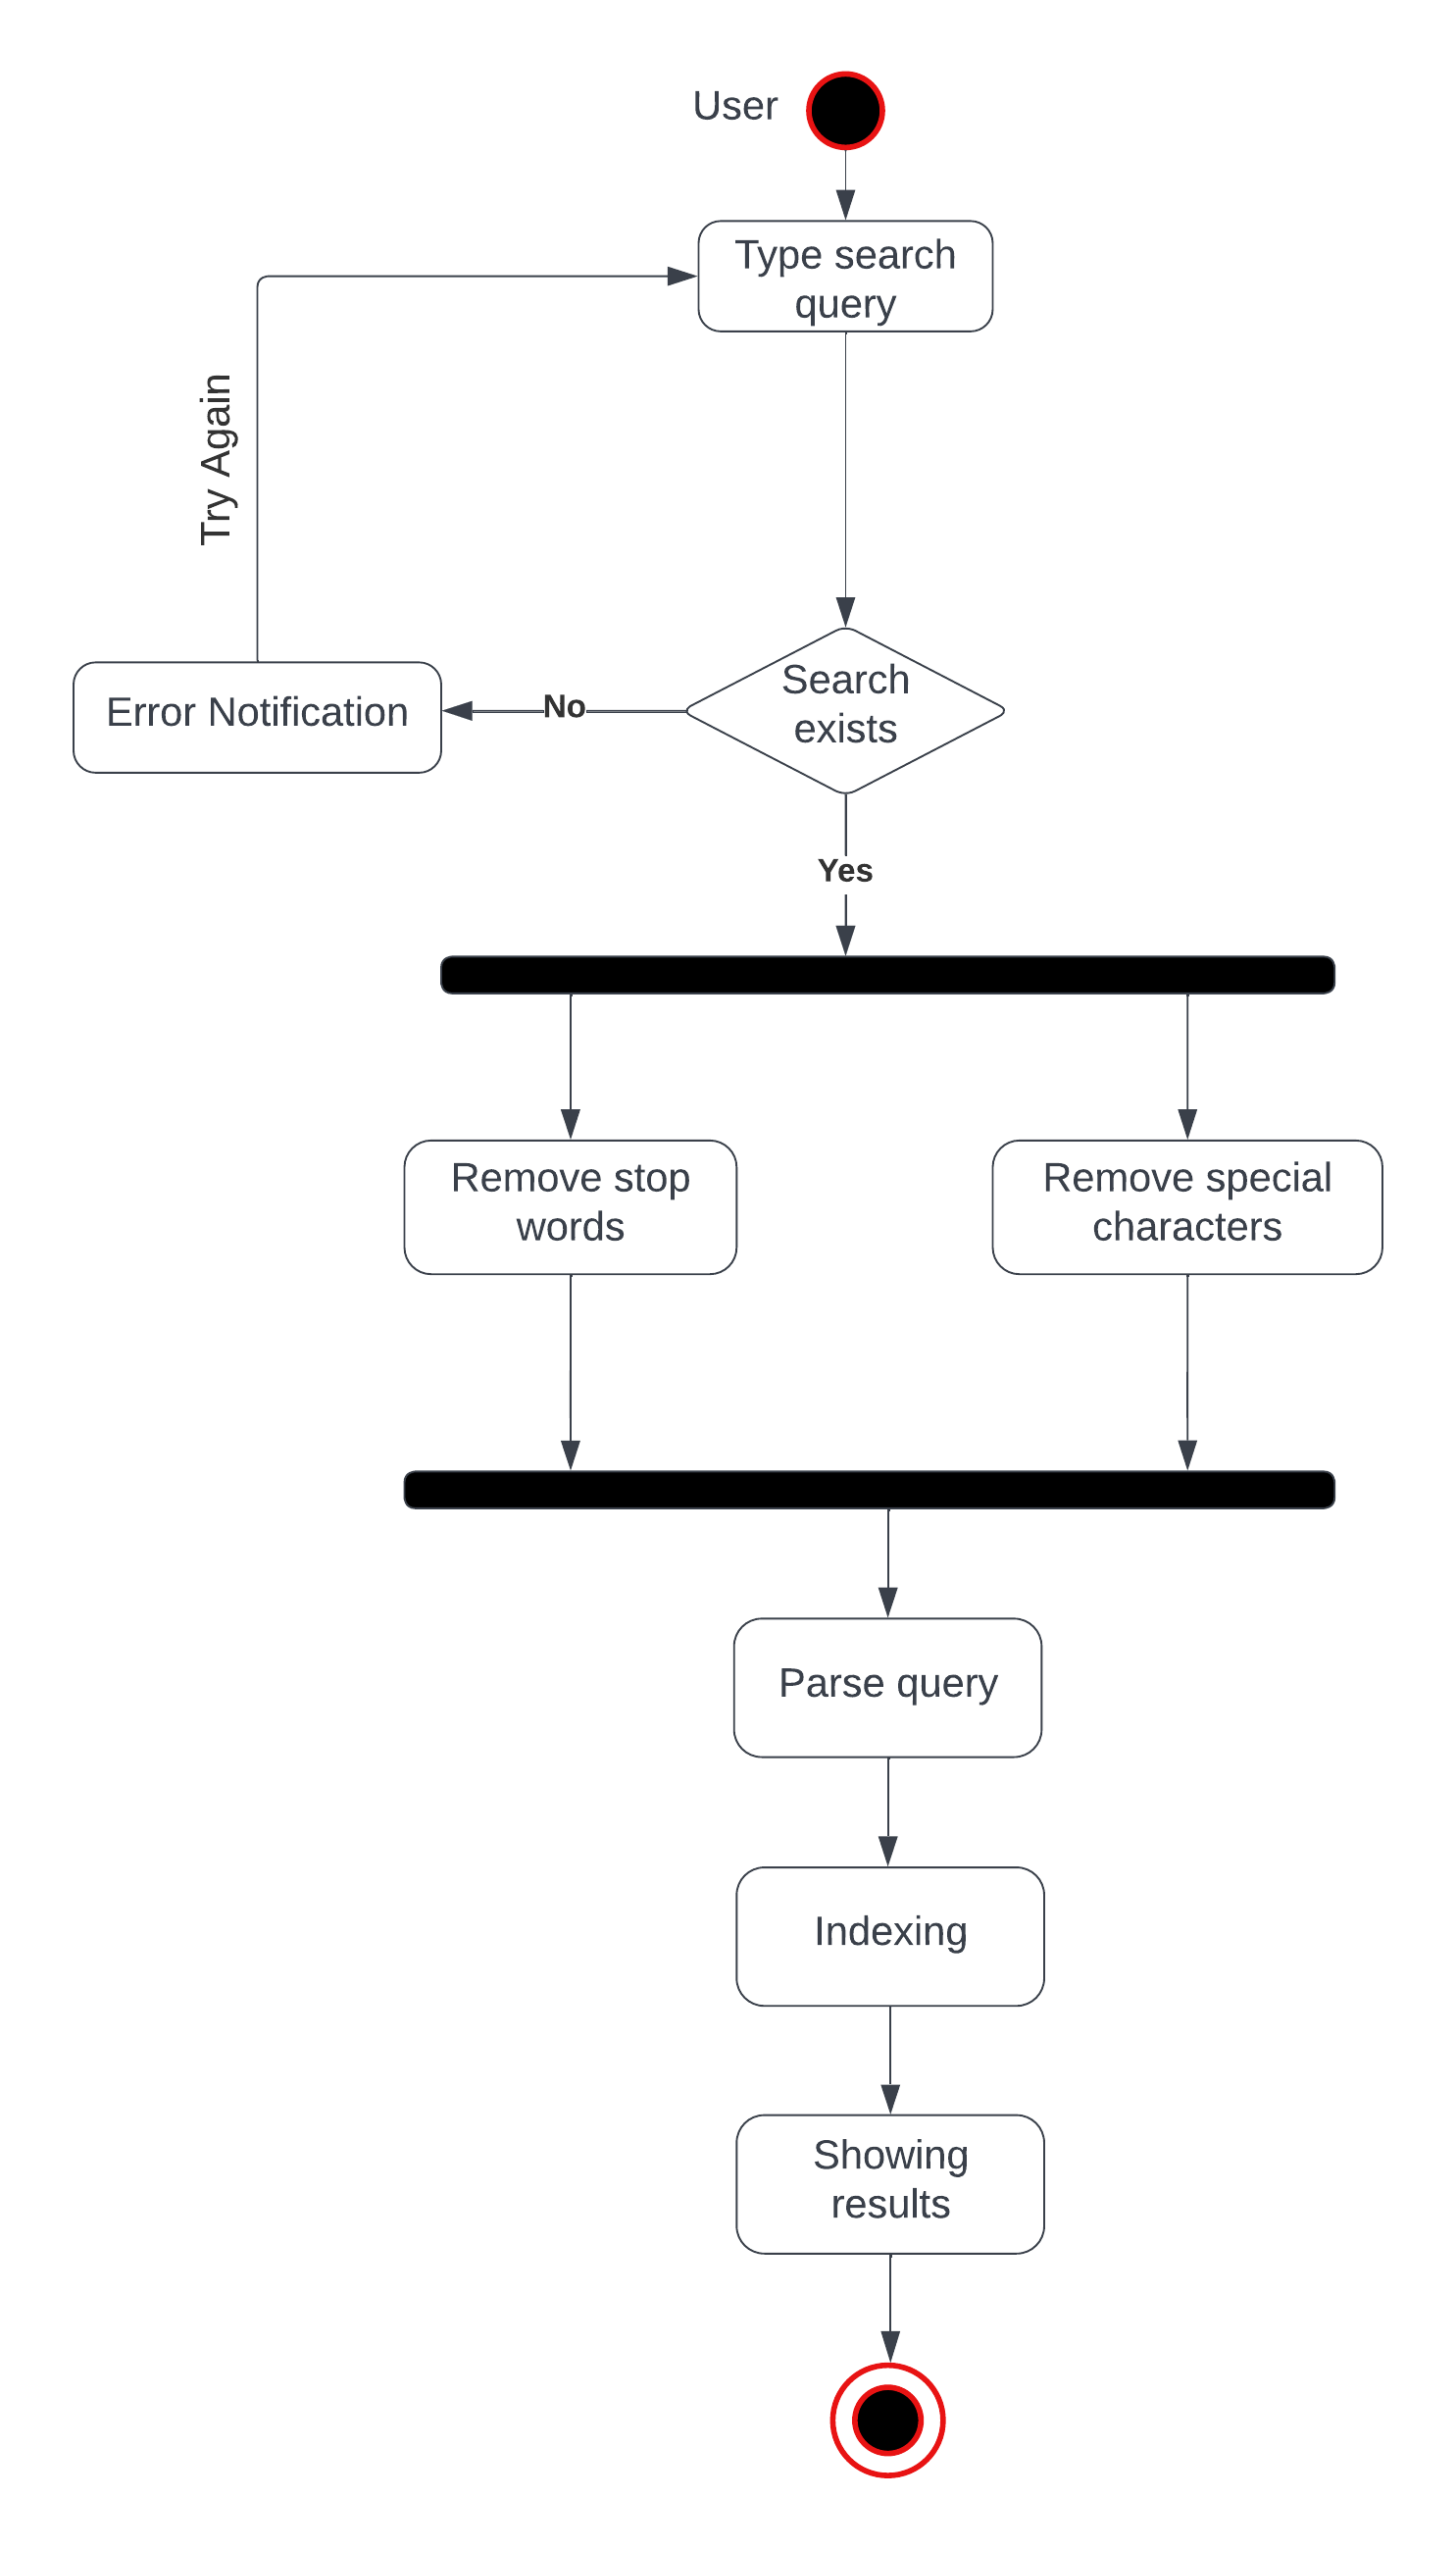 User
Type search
query
Try Again
Search
exists
No
Error Notification
Yes
Remove stop
words
Remove special
characters
Parse query
Indexing
Showing
results